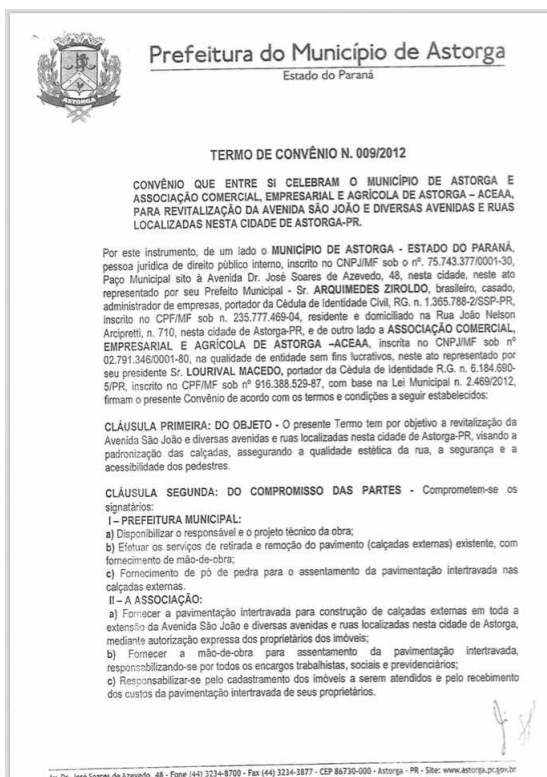 ASTORGA
Prefeitura do Município de Astorga
Estado do Paraná
TERMO DE CONVÊNIO N. 009/2012
CONVÊNIO QUE ENTRE SI CELEBRAM O MUNICÍPIO DE ASTORGA E
ASSOCIAÇÃO COMERCIAL, EMPRESARIAL E AGRÍCOLA DE ASTORGA – ACEAA,
PARA REVITALIZAÇÃO DA AVENIDA SÃO JOÃO E DIVERSAS AVENIDAS E RUAS
LOCALIZADAS NESTA CIDADE DE ASTORGA-PR.
Por este instrumento, de um lado o MUNICÍPIO DE ASTORGA - ESTADO DO PARANÁ,
pessoa jurídica de direito público interno, inscrito no CNPJ/MF sob o nº. 75.743.377/0001-30,
Paço Municipal sito à Avenida Dr. José Soares de Azevedo, 48, nesta cidade, neste ato
representado por seu Prefeito Municipal - Sr. ARQUIMEDES ZIROLDO, brasileiro, casado,
administrador de empresas, portador da Cédula de Identidade Civil, RG. n. 1.365.788-2/SSP-PR,
inscrito no CPF/MF sob n. 235.777.469-04, residente e domiciliado na Rua João Nelson
Arcipretti, n. 710, nesta cidade de Astorga-PR, e de outro lado a ASSOCIAÇÃO COMERCIAL,
EMPRESARIAL E AGRÍCOLA DE ASTORGA –ACEAA, inscrita no CNPJ/MF sob nº
02.791.346/0001-80, na qualidade de entidade sem fins lucrativos, neste ato representado por
seu presidente Sr. LOURIVAL MACEDO, portador da Cédula de Identidade R.G. n. 6.184.690-
5/PR, inscrito no CPF/MF sob nº 916.388.529-87, com base na Lei Municipal n. 2.469/2012,
firmam o presente Convênio de acordo com os termos e condições a seguir estabelecidos:
CLÁUSULA PRIMEIRA: DO OBJETO - O presente Termo tem por objetivo a revitalização da
Avenida São João e diversas avenidas e ruas localizadas nesta cidade de Astorga-PR, visando a
padronização das calçadas, assegurando a qualidade estética da rua, a segurança e a
acessibilidade dos pedestres.
CLÁUSULA SEGUNDA: DO COMPROMISSO DAS PARTES - Comprometem-se os
signatários:
I – PREFEITURA MUNICIPAL:
a) Disponibilizar o responsável e o projeto técnico da obra;
b) Efetuar os serviços de retirada e remoção do pavimento (calçadas externas) existente, com
fornecimento de mão-de-obra;
c) Fornecimento de pó de pedra para o assentamento da pavimentação intertravada nas
calçadas externas.
II – A ASSOCIAÇÃO:
a) Fornecer a pavimentação intertravada para construção de calçadas externas em toda a
extensão da Avenida São João e diversas avenidas e ruas localizadas nesta cidade de Astorga,
mediante autorização expressa dos proprietários dos imóveis;
b) Fornecer a mão-de-obra para assentamento da pavimentação intertravada,
responsabilizando-se por todos os encargos trabalhistas, sociais e previdenciários;
c) Responsabilizar-se pelo cadastramento dos imóveis a serem atendidos e pelo recebimento
dos custos da pavimentação intertravada de seus proprietários.
Av. Dr. José Soares de Azevedo, 48 - Fone (44) 3234-8700 - Fax (44) 3234-3877 - CEP 86730-000 - Astorga - PR - Site: www.astorga.pr.gov.br